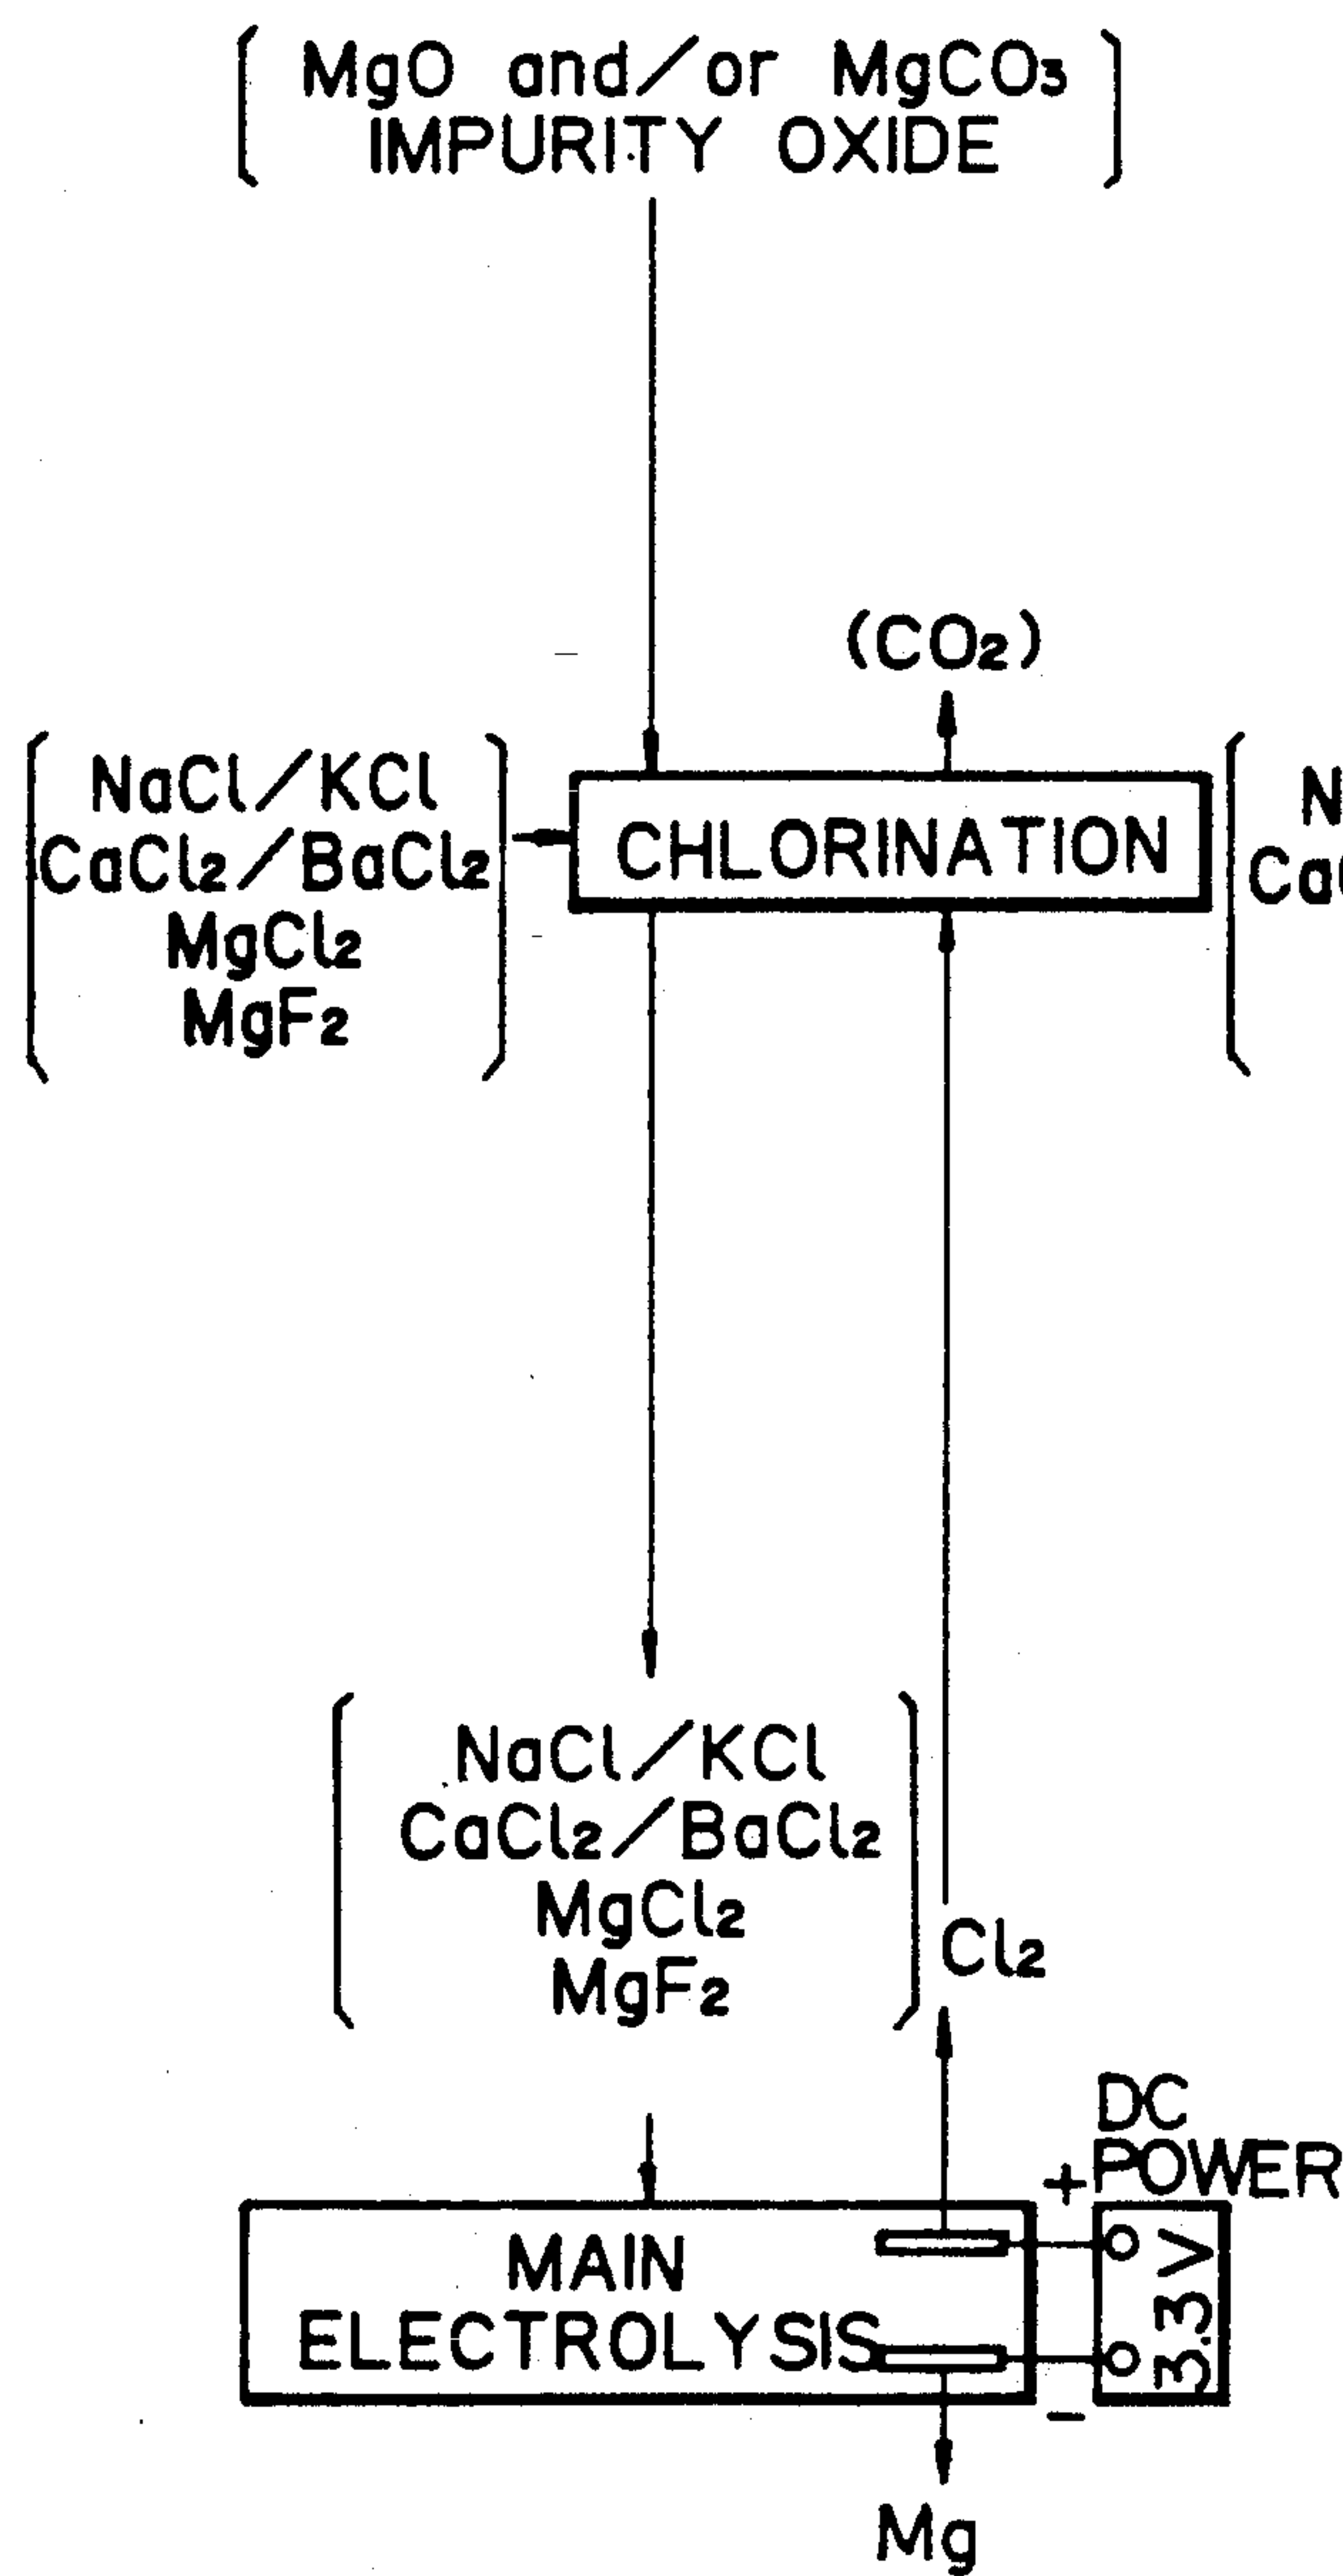 MgO and/or MgCO₃
IMPURITY OXIDE
(CO₂)
NaCl/KCl
CaCl₂/BaCl₂
MgCl₂
MgF₂
CHLORINATION
N
Ca
NaCl/KCl
CaCl₂/BaCl₂
MgCl₂
MgF₂
Cl₂
DC
POWER
+
MAIN
ELECTROLYSIS
3.3V
−
Mg